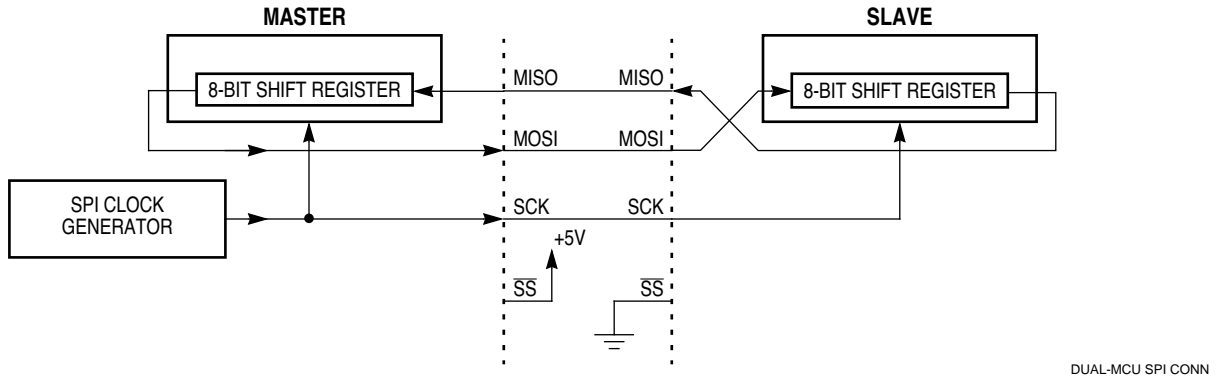 MASTER
SLAVE
8-BIT SHIFT REGISTER
MISO
MISO
8-BIT SHIFT REGISTER
MOSI
MOSI
SPI CLOCK
GENERATOR
SCK
SCK
+5V
SS
SS
DUAL-MCU SPI CONN